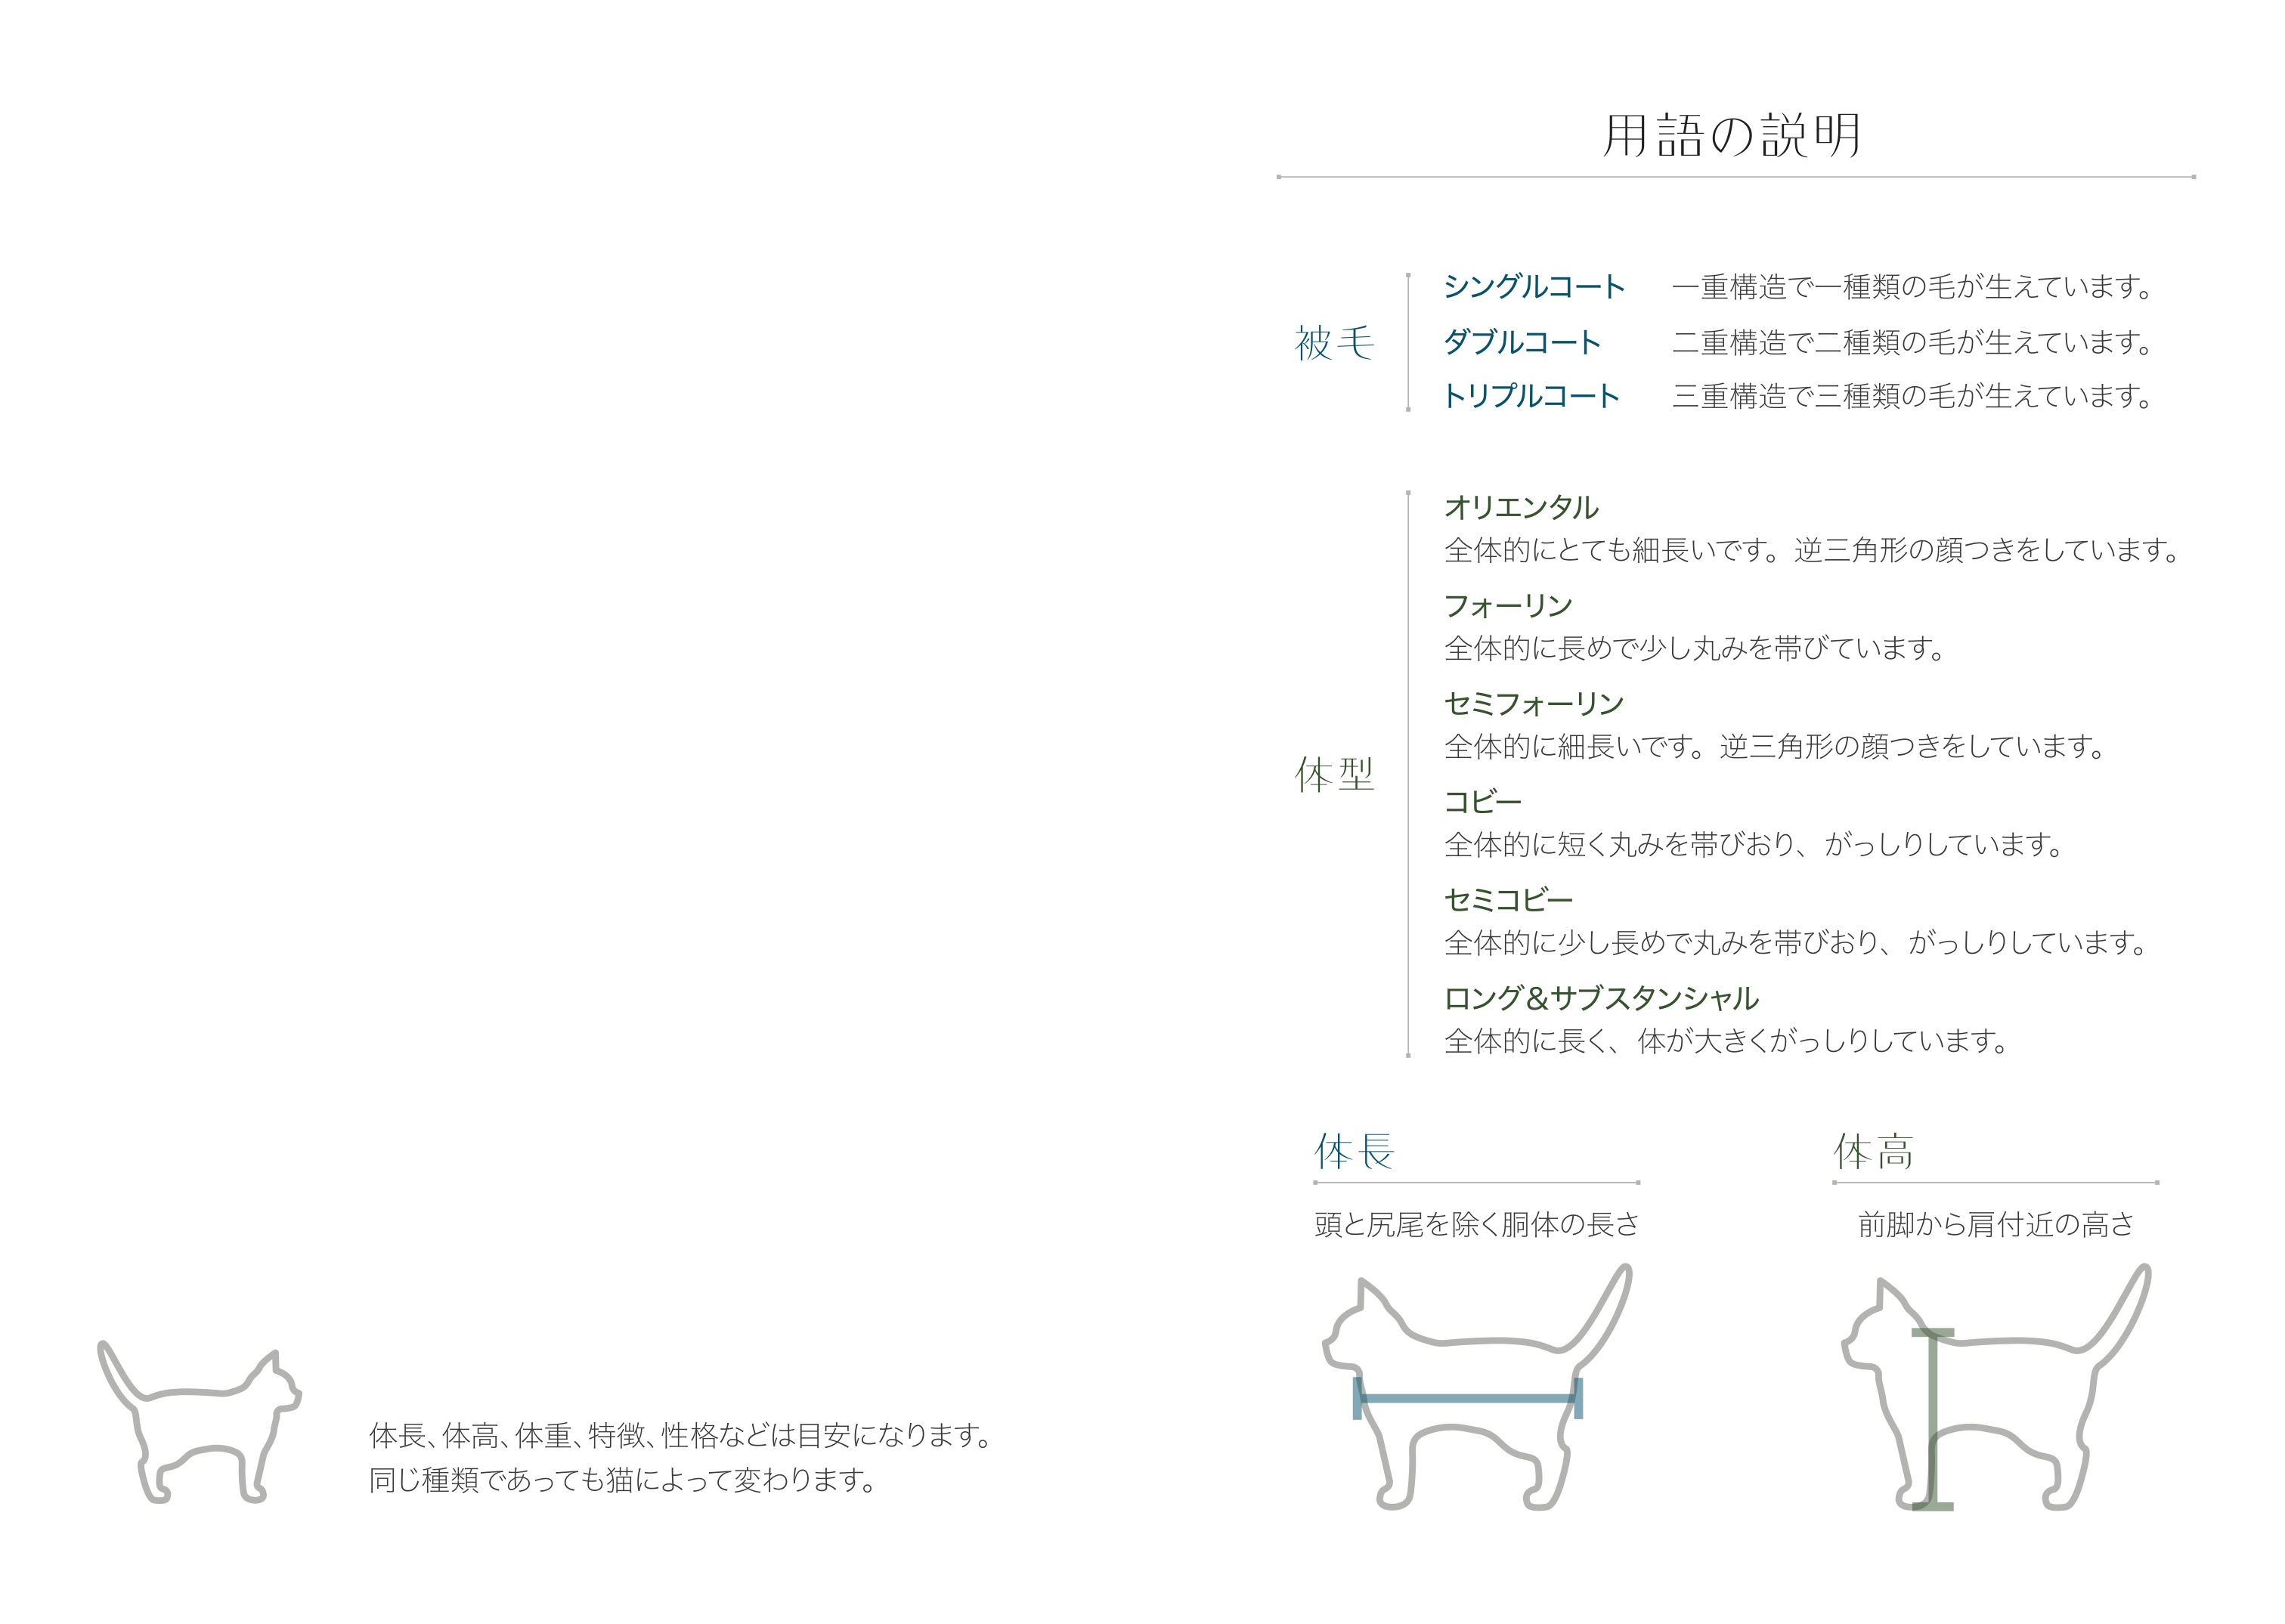 用語の説明
被毛
シングルコート 一重構造で一種類の毛が生えています。
ダブルコート 二重構造で二種類の毛が生えています。
トリプルコート 三重構造で三種類の毛が生えています。
体型
オリエンタル
全体的にとても細長いです。逆三角形の顔つきをしています。
フォーリン
全体的に長めで少し丸みを帯びています。
セミフォーリン
全体的に細長いです。逆三角形の顔つきをしています。
コビー
全体的に短く丸みを帯びおり、がっしりしています。
セミコビー
全体的に少し長めで丸みを帯びおり、がっしりしています。
ロング&サブスタンシャル
全体的に長く、体が大きくがっしりしています。
体長
頭と尻尾を除く胴体の長さ
体高
前脚から肩付近の高さ
体長、体高、体重、特徴、性格などは目安になります。
同じ種類であっても猫によって変わります。